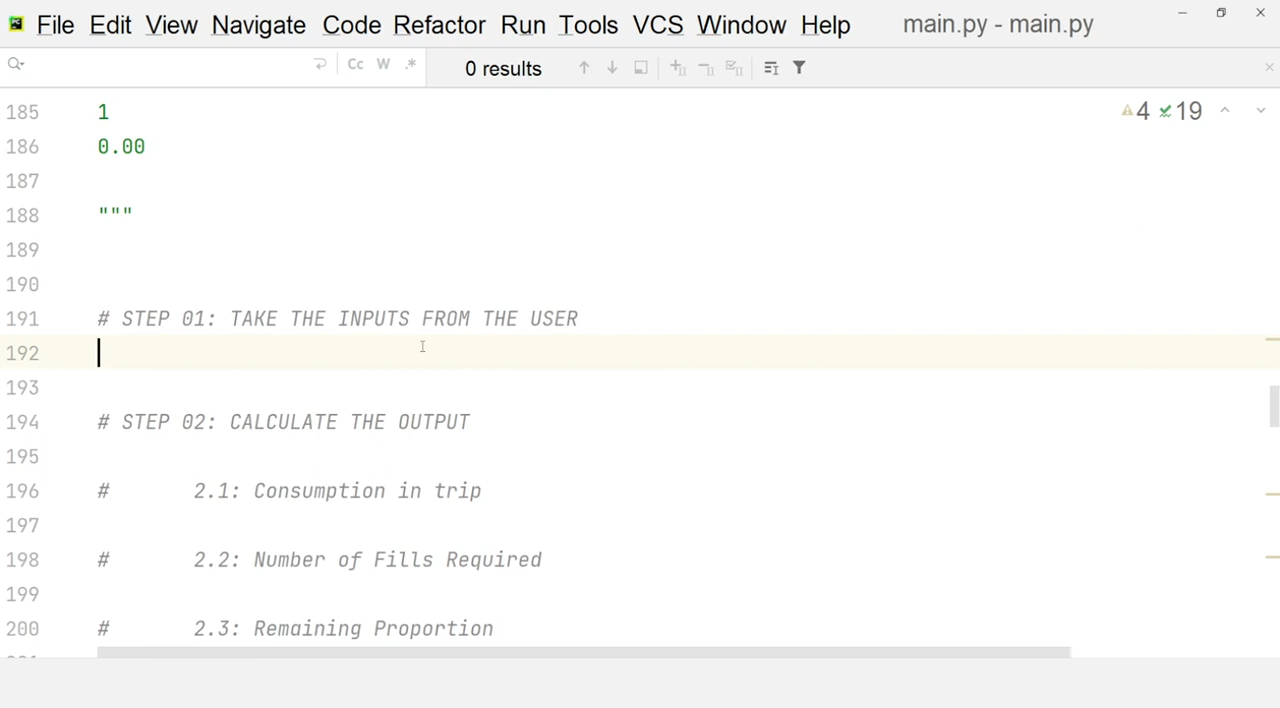 File Edit View Navigate Code Refactor Run Tools VCS Window Help main.py - main.py
Cc W .* 0 results
185 1
186 0.00
187
188 """
189
190
191 # STEP 01: TAKE THE INPUTS FROM THE USER
192
193
194 # STEP 02: CALCULATE THE OUTPUT
195
196 # 2.1: Consumption in trip
197
198 # 2.2: Number of Fills Required
199
200 # 2.3: Remaining Proportion
4 19